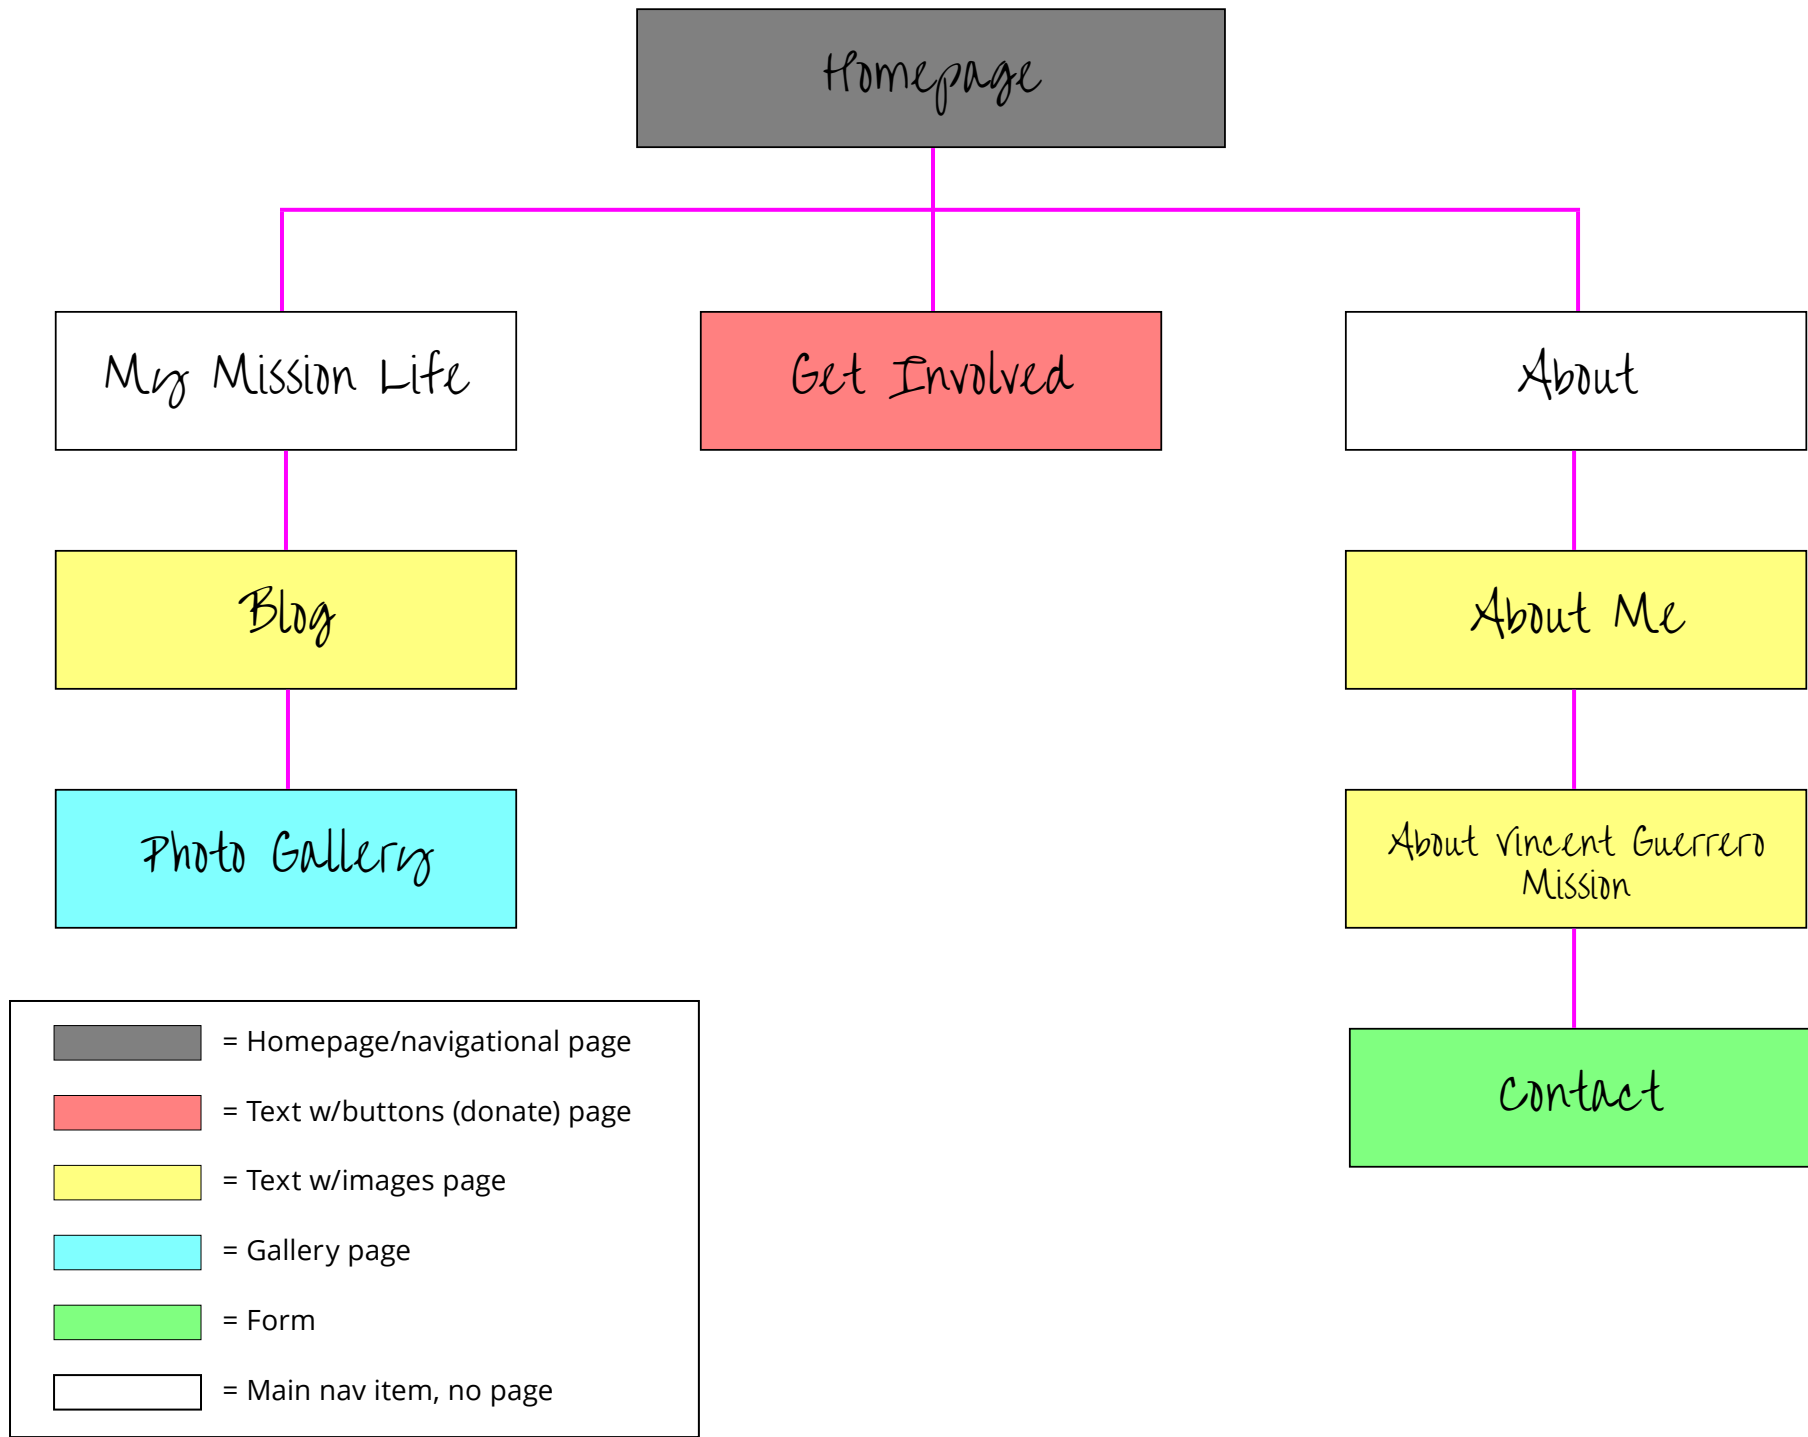 Homepage
My Mission Life
Get Involved
About
Blog
About Me
Photo Gallery
About Vincent Guerrero
Mission
Contact
= Homepage/navigational page
= Text w/buttons (donate) page
= Text w/images page
= Gallery page
= Form
= Main nav item, no page